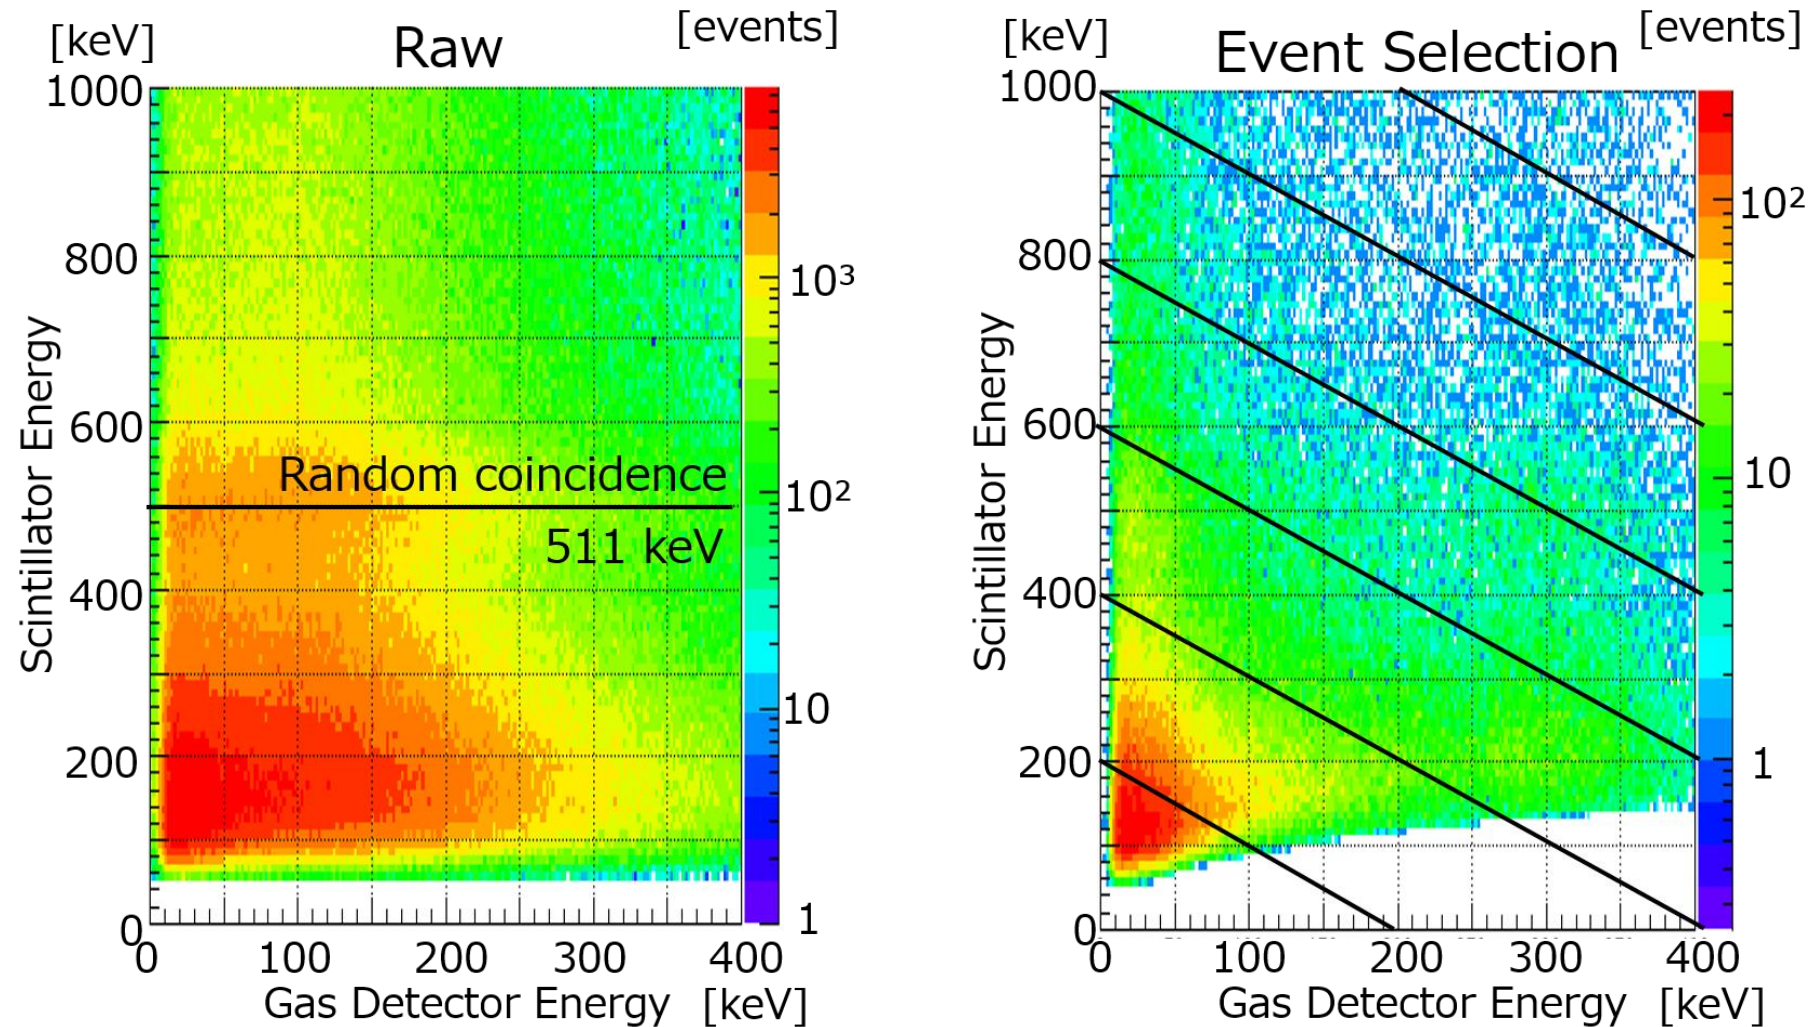 [keV]
Raw
[events]
1000
800
600
400
200
0
Scintillator Energy
Random coincidence
511 keV
10³
10²
10
1
0 100 200 300 400
Gas Detector Energy [keV]
[keV]
Event Selection
[events]
1000
800
600
400
200
0
Scintillator Energy
10²
10
1
0 100 200 300 400
Gas Detector Energy [keV]